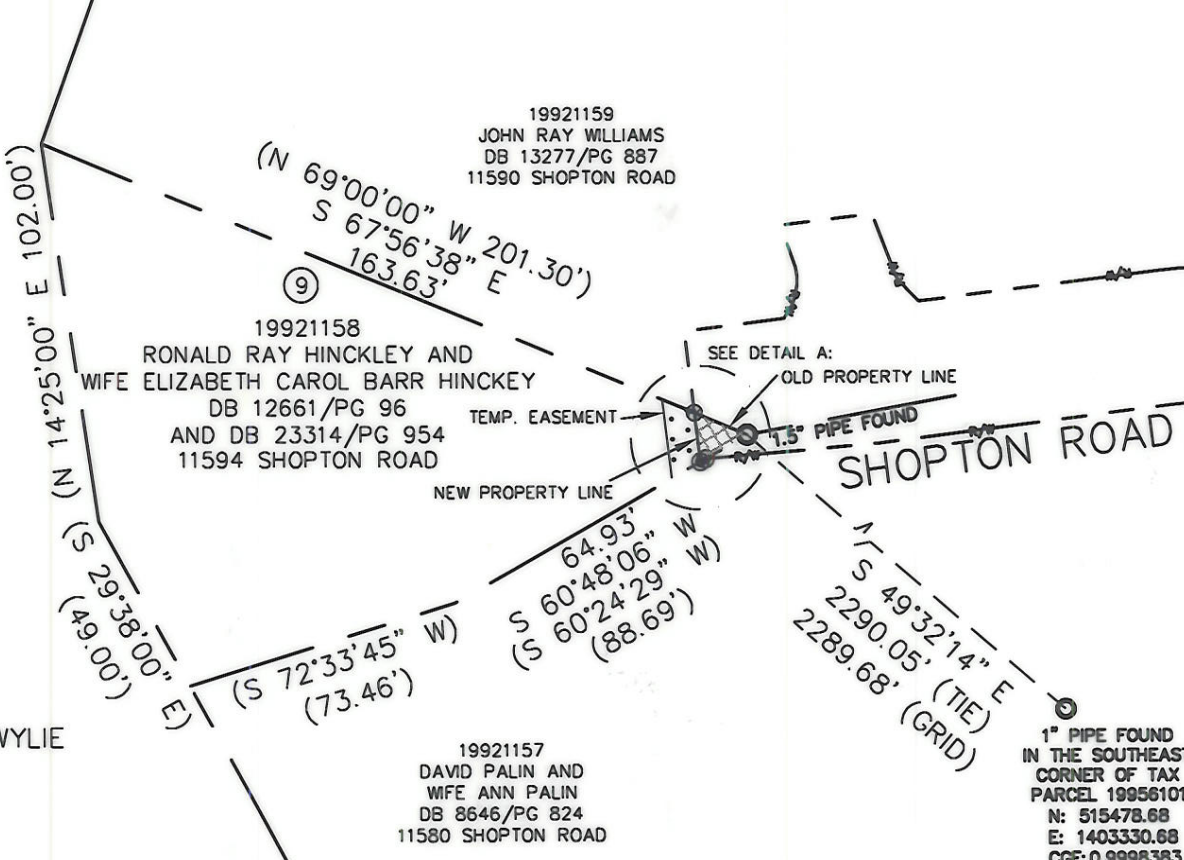 19921159
JOHN RAY WILLIAMS
DB 13277/PG 887
11590 SHOPTON ROAD
(N 69°00'00" W 201.30')
S 67°56'38" E
163.63'
(N 14°25'00" E 102.00')
9
19921158
RONALD RAY HINCKLEY AND
WIFE ELIZABETH CAROL BARR HINCKEY
DB 12661/PG 96
AND DB 23314/PG 954
11594 SHOPTON ROAD
SEE DETAIL A:
OLD PROPERTY LINE
TEMP. EASEMENT
1.5" PIPE FOUND
NEW PROPERTY LINE
R/W
R/W
R/W
R/W
R/W
SHOPTON ROAD
64.93'
S 60°48'06" W
(S 60°24'29" W)
(88.69')
S 49°32'14" E
2290.05' (TIE)
2289.68' (GRID)
(S 29°38'00" E)
(49.00')
(S 72°33'45" W)
(73.46')
WYLIE
19921157
DAVID PALIN AND
WIFE ANN PALIN
DB 8646/PG 824
11580 SHOPTON ROAD
1" PIPE FOUND
IN THE SOUTHEAST
CORNER OF TAX
PARCEL 19956101
N: 515478.68
E: 1403330.68
CGF: 0.9998383